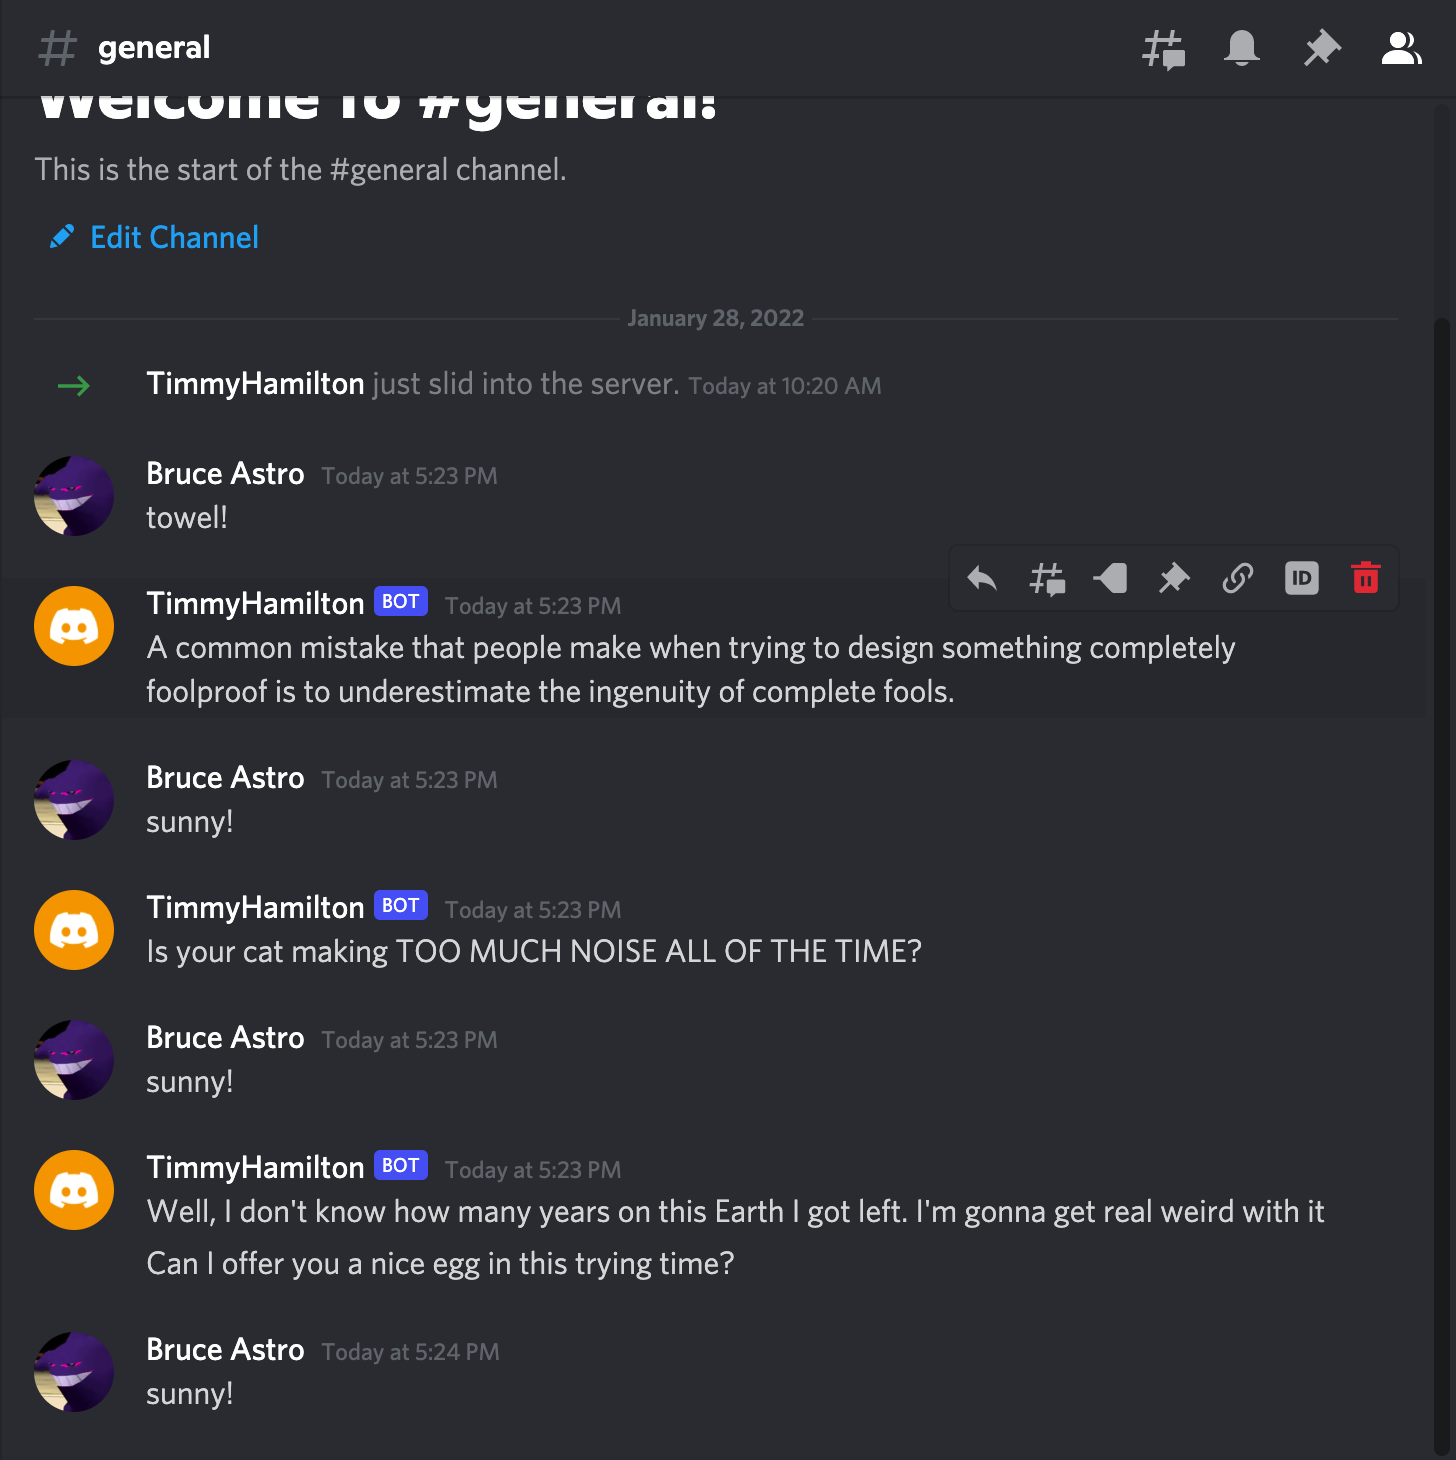 general
Welcome to #general!
This is the start of the #general channel.
Edit Channel
January 28, 2022
TimmyHamilton just slid into the server. Today at 10:20 AM
Bruce Astro Today at 5:23 PM
towel!
TimmyHamilton BOT Today at 5:23 PM
ID
A common mistake that people make when trying to design something completely
foolproof is to underestimate the ingenuity of complete fools.
Bruce Astro Today at 5:23 PM
sunny!
TimmyHamilton BOT Today at 5:23 PM
Is your cat making TOO MUCH NOISE ALL OF THE TIME?
Bruce Astro Today at 5:23 PM
sunny!
TimmyHamilton BOT Today at 5:23 PM
Well, I don't know how many years on this Earth I got left. I'm gonna get real weird with it
Can I offer you a nice egg in this trying time?
Bruce Astro Today at 5:24 PM
sunny!